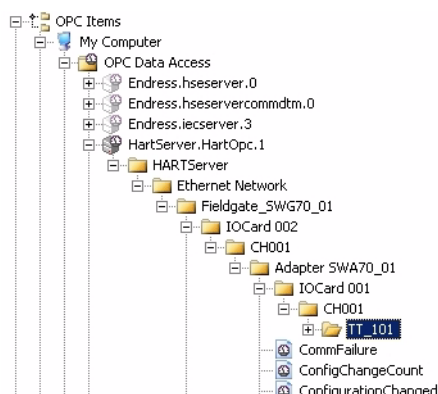 OPC Items
My Computer
OPC Data Access
Endress.hseserver.0
Endress.hseservercommdtm.0
Endress.iecserver.3
HartServer.HartOpc.1
HARTServer
Ethernet Network
Fieldgate_SWG70_01
IOCard 002
CH001
Adapter SWA70_01
IOCard 001
CH001
TT_101
CommFailure
ConfigChangeCount
ConfigurationChanged